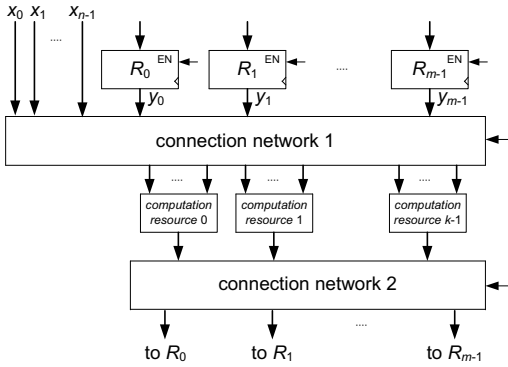 x0 x1 .... xn-1
R0 EN R1 EN .... Rm-1 EN
y0 y1 ym-1
connection network 1
.... .... ....
computation resource 0 computation resource 1 computation resource k-1
connection network 2
....
to R0 to R1 to Rm-1